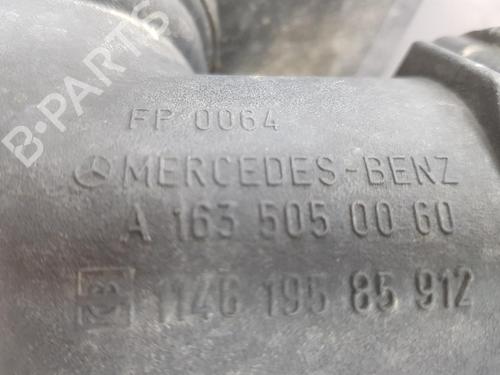 B-PARTS
FP 0064
MERCEDES-BENZ
A 163 505 00 60
1146 195 85 912